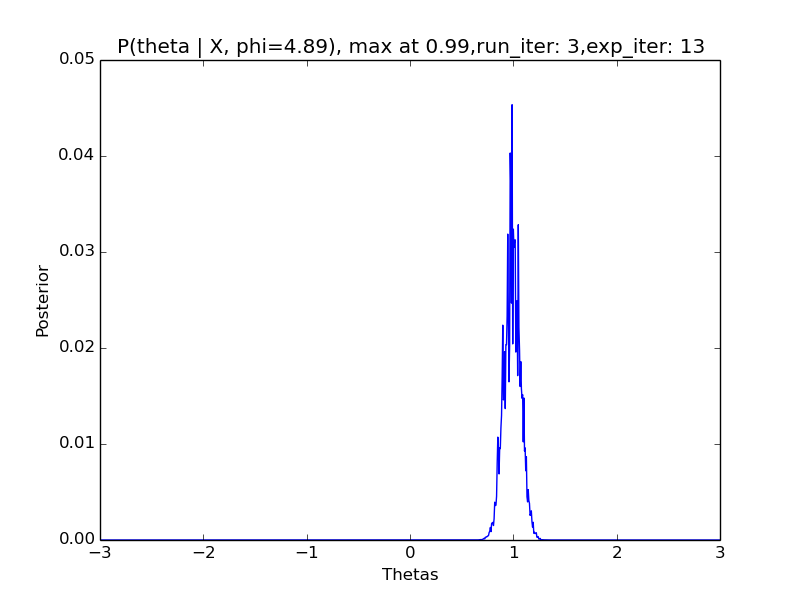 P(theta | X, phi=4.89), max at 0.99,run_iter: 3,exp_iter: 13
0.05
0.04
0.03
0.02
0.01
0.00
Posterior
−3 −2 −1 0 1 2 3
Thetas